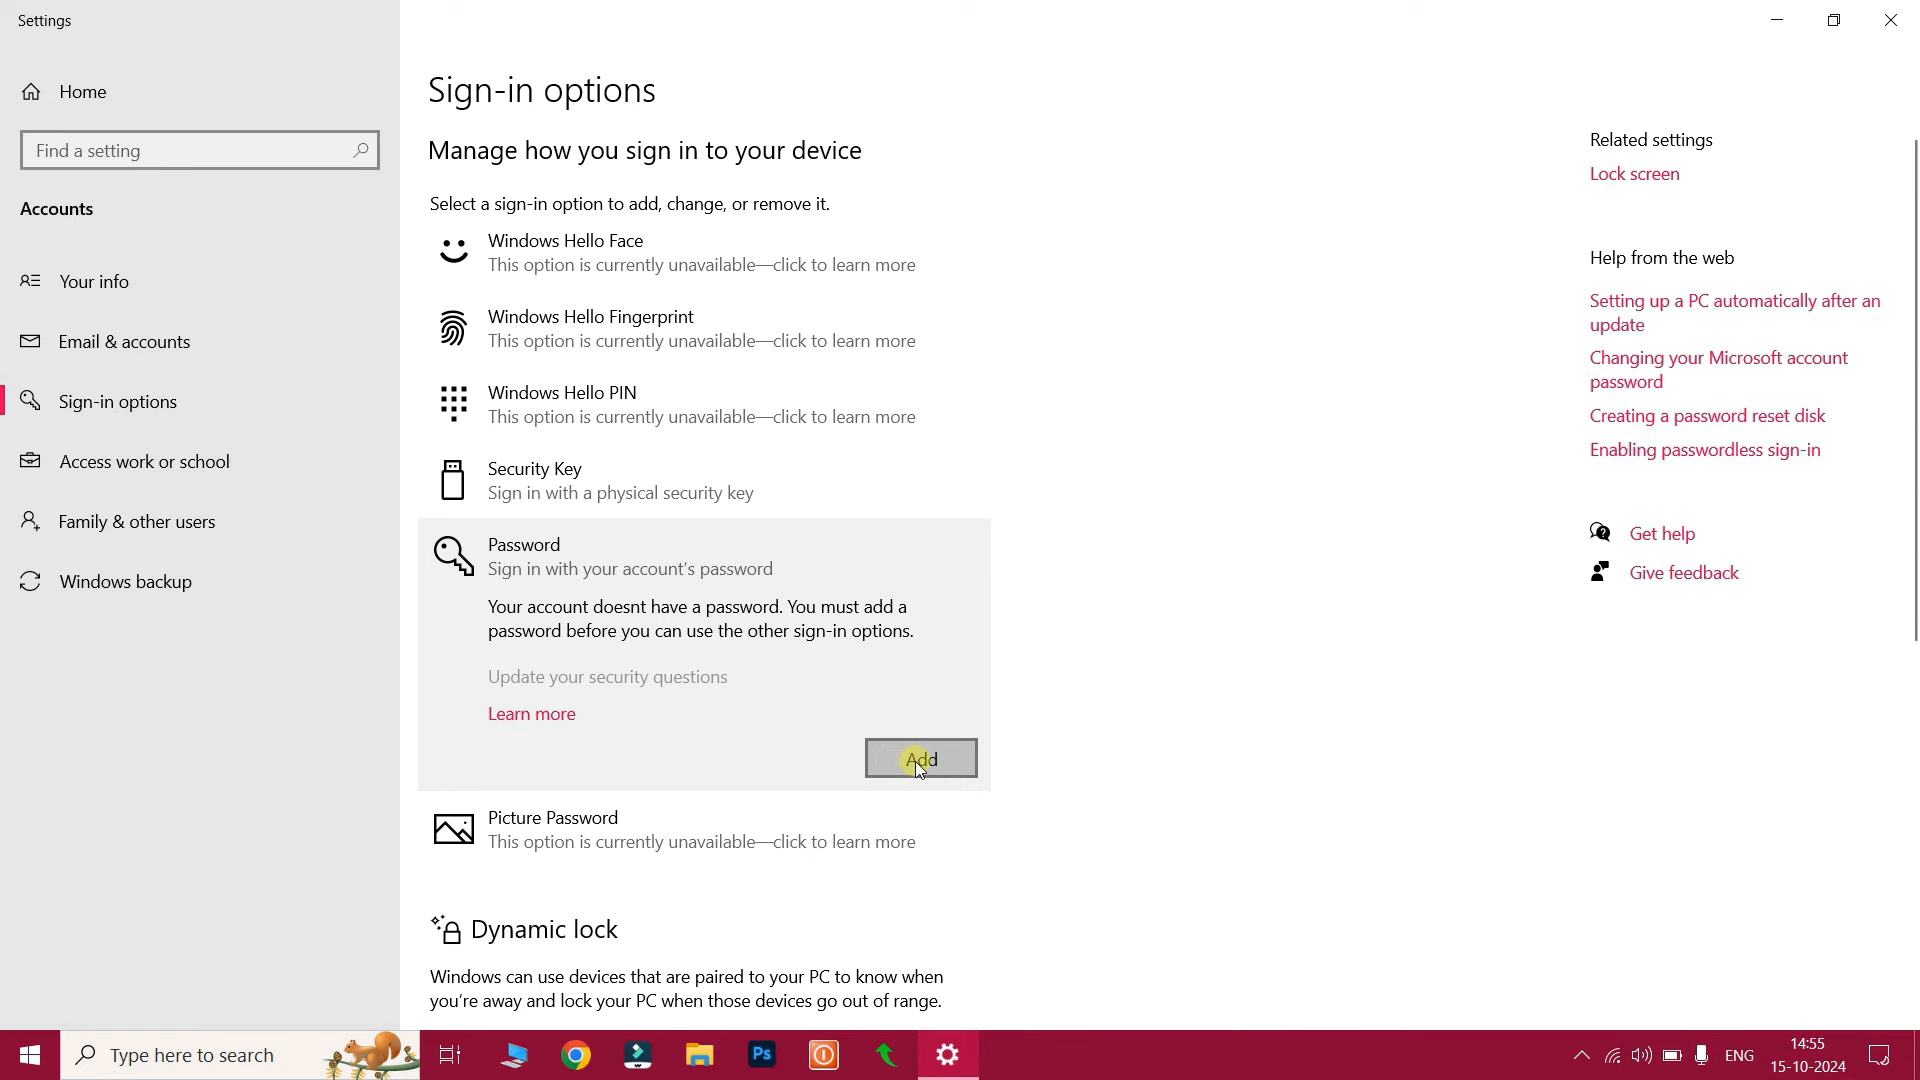 Settings
Home
Find a setting
Accounts
Your info
Email & accounts
Sign-in options
Access work or school
Family & other users
Windows backup
Sign-in options
Manage how you sign in to your device
Select a sign-in option to add, change, or remove it.
Windows Hello Face
This option is currently unavailable—click to learn more
Windows Hello Fingerprint
This option is currently unavailable—click to learn more
Windows Hello PIN
This option is currently unavailable—click to learn more
Security Key
Sign in with a physical security key
Password
Sign in with your account's password
Your account doesnt have a password. You must add a
password before you can use the other sign-in options.
Update your security questions
Learn more
Add
Picture Password
This option is currently unavailable—click to learn more
Dynamic lock
Windows can use devices that are paired to your PC to know when
you're away and lock your PC when those devices go out of range.
Related settings
Lock screen
Help from the web
Setting up a PC automatically after an
update
Changing your Microsoft account
password
Creating a password reset disk
Enabling passwordless sign-in
Get help
Give feedback
Type here to search
Ps
ENG
14:55
15-10-2024